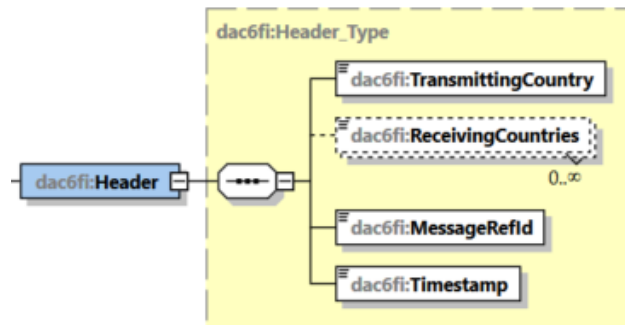 dac6fi:Header_Type
dac6fi:TransmittingCountry
dac6fi:ReceivingCountries
0..∞
dac6fi:Header
dac6fi:MessageRefId
dac6fi:Timestamp